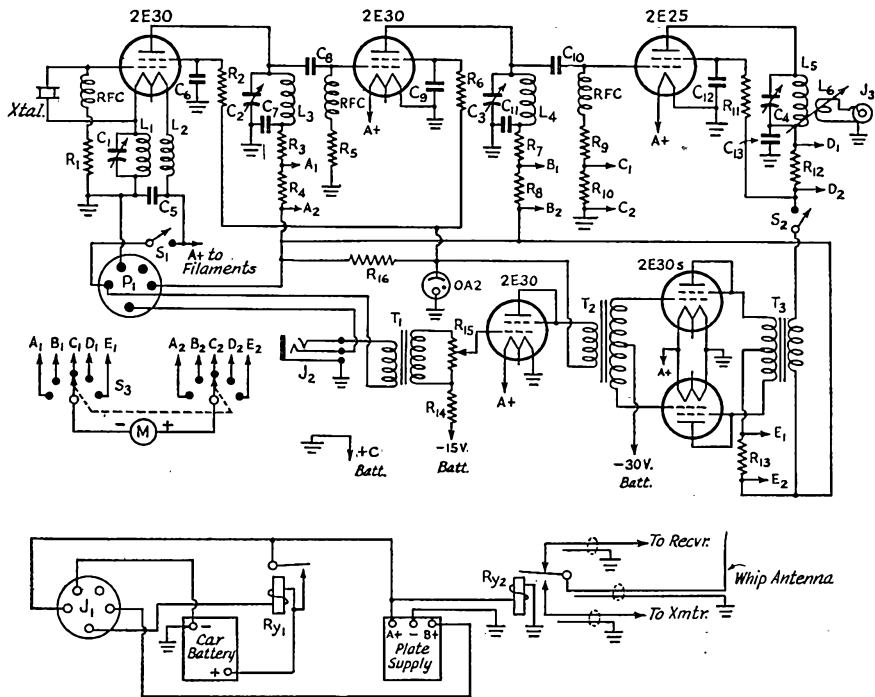 2E30
2E30
2E25
Xtal.
RFC
R1
C1
L1
L2
C5
C6
R2
C2
C7
L3
R3
A1
R4
A2
C8
RFC
R5
A+
C9
R6
C3
C11
L4
R7
B1
R8
B2
C10
RFC
R9
C1
R10
C2
A+
C12
R11
C4
C13
L5
L6
J3
D1
R12
D2
S2
S1
A+ to
Filaments
P1
R16
OA2
2E30
2E30s
T1
R15
R14
-15V.
Batt.
A+
T2
-30V.
Batt.
A+
T3
E1
R13
E2
A1 B1 C1 D1 E1
A2 B2 C2 D2 E2
S3
- M +
J2
+C
Batt.
J1
Ry1
-
Car
Battery
+
A+ - B+
Plate
Supply
Ry2
To Recvr.
Whip Antenna
To Xmtr.